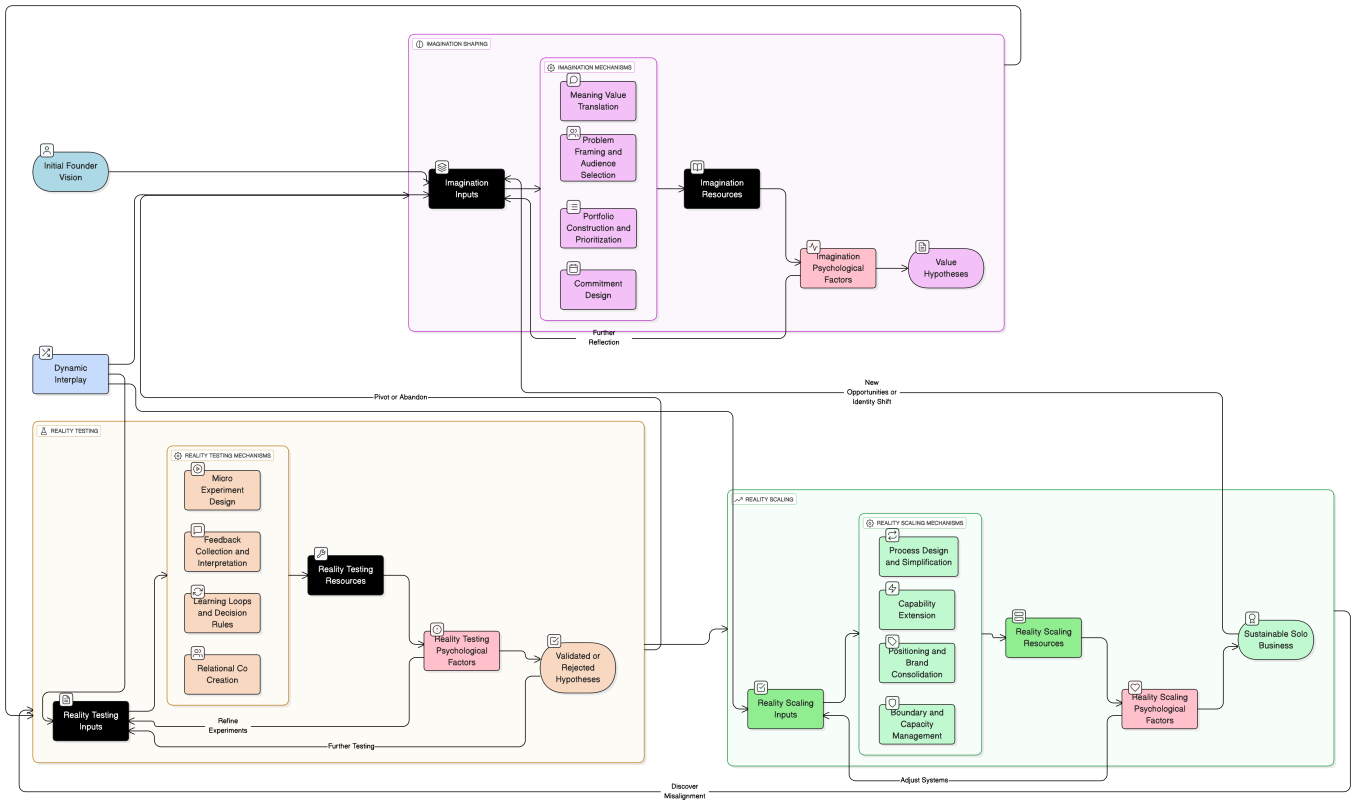 IMAGINATION SHAPING
IMAGINATION MECHANISMS
Meaning Value
Translation
Problem
Framing and
Audience
Selection
Portfolio
Construction and
Prioritization
Commitment
Design
Initial Founder
Vision
Imagination
Inputs
Imagination
Resources
Imagination
Psychological
Factors
Value
Hypotheses
Further
Reflection
Dynamic
Interplay
Pivot or Abandon
New
Opportunities or
Identity Shift
REALITY TESTING
REALITY TESTING MECHANISMS
Micro
Experiment
Design
Feedback
Collection and
Interpretation
Learning Loops
and Decision
Rules
Relational Co
Creation
Reality Testing
Resources
Reality Testing
Psychological
Factors
Validated or
Rejected
Hypotheses
Reality Testing
Inputs
Refine
Experiments
Further Testing
REALITY SCALING
REALITY SCALING MECHANISMS
Process Design
and Simplification
Capability
Extension
Positioning and
Brand
Consolidation
Boundary and
Capacity
Management
Reality Scaling
Inputs
Reality Scaling
Resources
Reality Scaling
Psychological
Factors
Sustainable Solo
Business
Adjust Systems
Discover
Misalignment